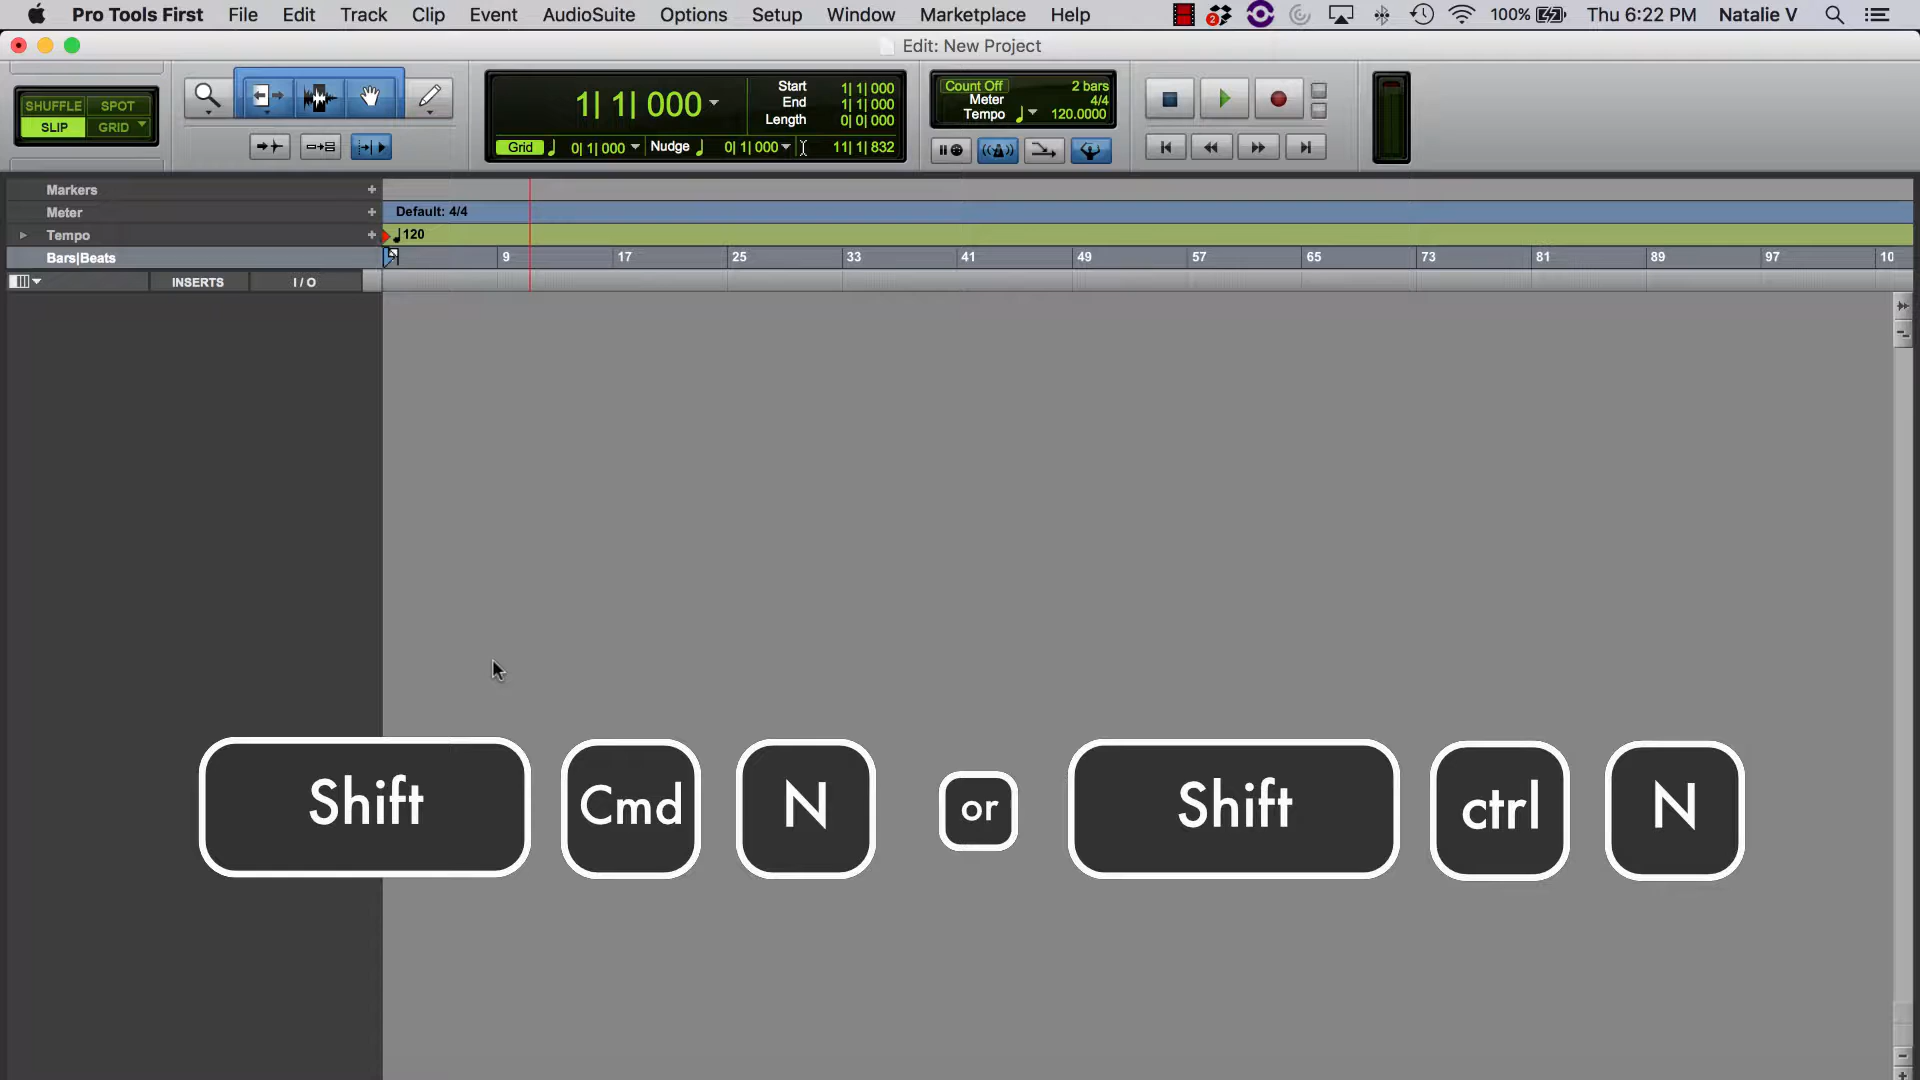 Pro Tools First File Edit Track Clip Event AudioSuite Options Setup Window Marketplace Help 2 100% Thu 6:22 PM Natalie V
Edit: New Project
SHUFFLE SPOT
SLIP GRID
1| 1| 000
Start 1| 1| 000
End 1| 1| 000
Length 0| 0| 000
Grid 0| 1| 000 Nudge 0| 1| 000 11| 1| 832
Count Off 2 bars
Meter 4/4
Tempo 120.0000
Markers
Meter Default: 4/4
Tempo 120
Bars|Beats 9 17 25 33 41 49 57 65 73 81 89 97 10
INSERTS I / O
Shift Cmd N or Shift ctrl N